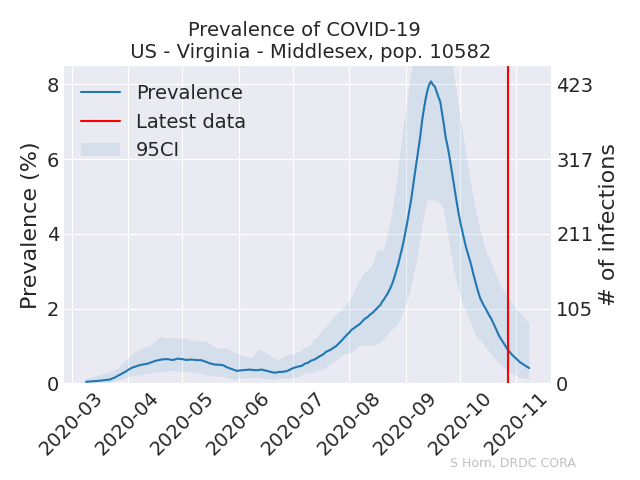 Prevalence of COVID-19
US - Virginia - Middlesex, pop. 10582
Prevalence
Latest data
95CI
Prevalence (%)
8
6
4
2
0
423
317
211
105
0
# of infections
2020-03
2020-04
2020-05
2020-06
2020-07
2020-08
2020-09
2020-10
2020-11
S Horn, DRDC CORA